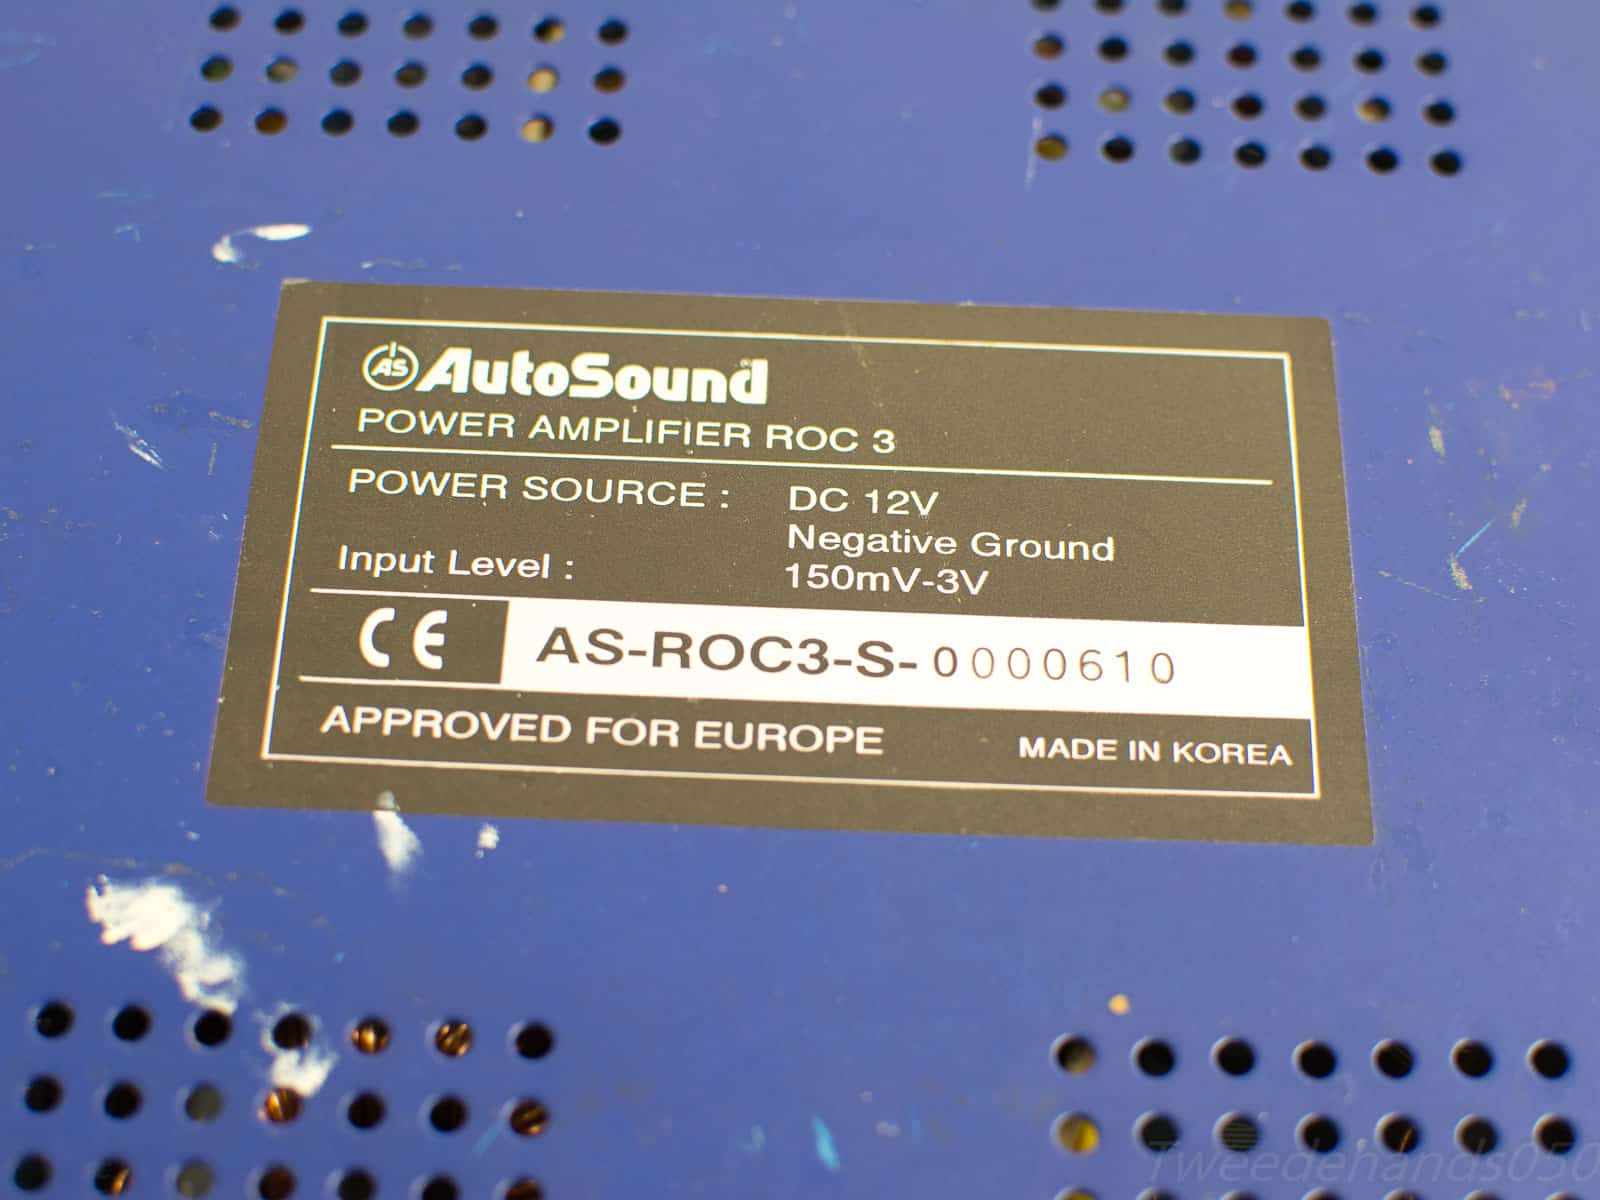 AS AutoSound®
POWER AMPLIFIER ROC 3
POWER SOURCE : DC 12V
Negative Ground
Input Level : 150mV-3V
CE AS-ROC3-S-0000610
APPROVED FOR EUROPE MADE IN KOREA
Tweedehands050